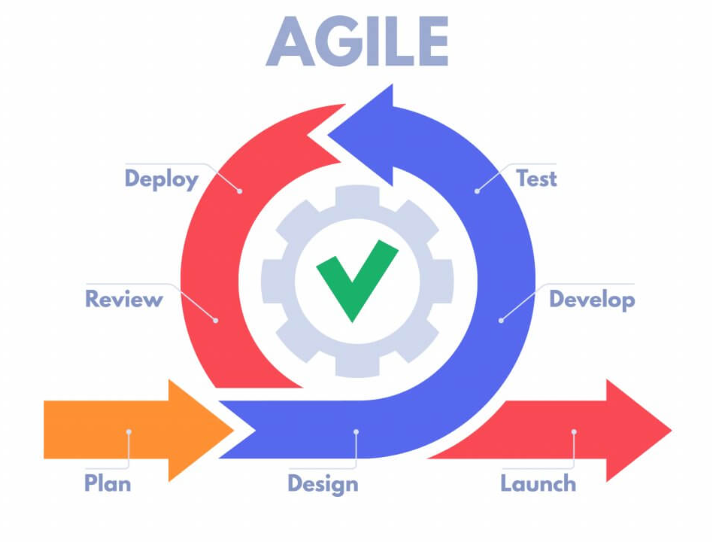 AGILE
Deploy
Test
Review
Develop
Plan
Design
Launch